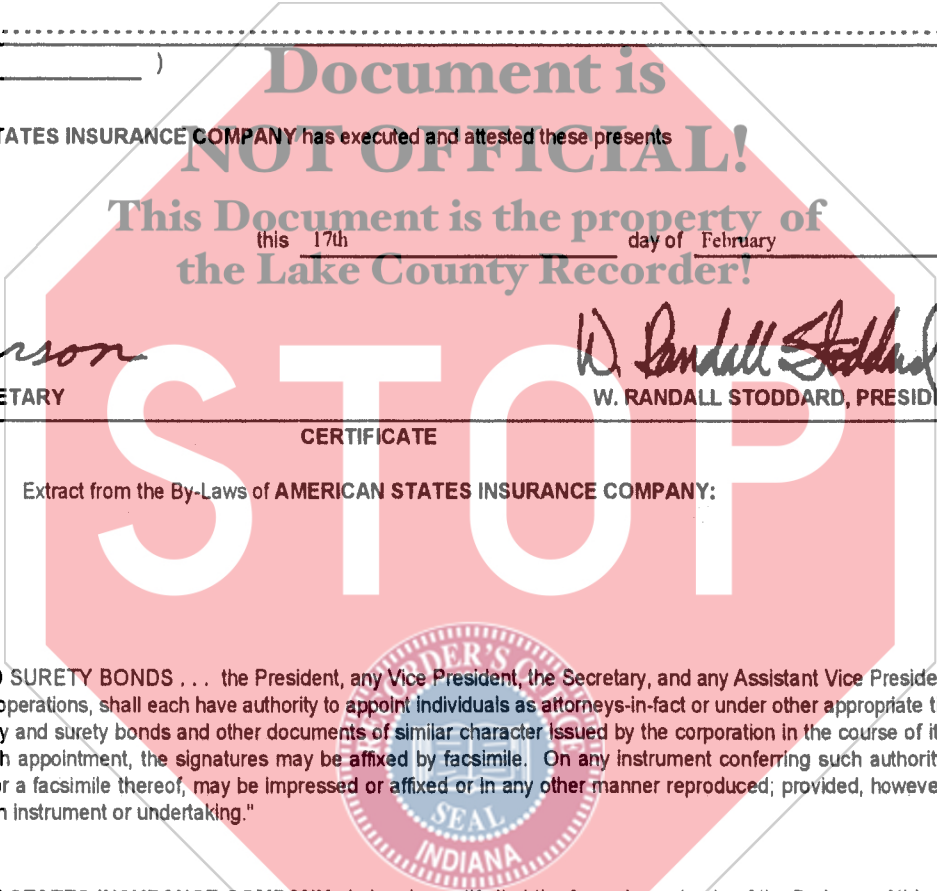 )
Document is
TATES INSURANCE COMPANY has executed and attested these presents
NOT OFFICIAL!
This Document is the property of
this 17th day of February
the Lake County Recorder!
rson
W. Randall Stoddard
ETARY
W. RANDALL STODDARD, PRESID
STOP
CERTIFICATE
Extract from the By-Laws of AMERICAN STATES INSURANCE COMPANY:
SURETY BONDS . . . the President, any Vice President, the Secretary, and any Assistant Vice Preside
operations, shall each have authority to appoint individuals as attorneys-in-fact or under other appropriate t
y and surety bonds and other documents of similar character issued by the corporation in the course of it
h appointment, the signatures may be affixed by facsimile. On any instrument conferring such authorit
or a facsimile thereof, may be impressed or affixed or in any other manner reproduced; provided, howeve
n instrument or undertaking."
RECORDER'S OFFICE
SEAL
INDIANA